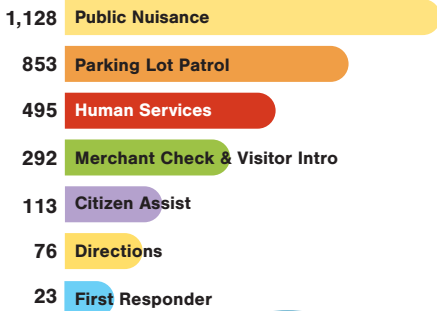 1,128 Public Nuisance
853 Parking Lot Patrol
495 Human Services
292 Merchant Check & Visitor Intro
113 Citizen Assist
76 Directions
23 First Responder